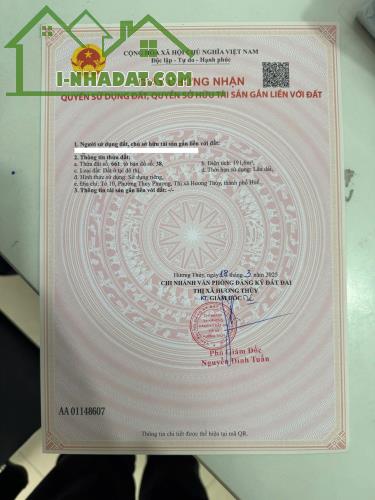 CỘNG HÒA XÃ HỘI CHỦ NGHĨA VIỆT NAM
Độc lập - Tự do - Hạnh phúc
I-NHADAT.COM
NHẬN
QUYỀN SỬ DỤNG ĐẤT, QUYỀN SỞ HỮU TÀI SẢN GẮN LIỀN VỚI ĐẤT
1. Người sử dụng đất, chủ sở hữu tài sản gắn liền với đất:
2. Thông tin thửa đất:
a. Thửa đất số: 661; tờ bản đồ số: 38, b. Diện tích: 191,6m²,
c. Loại đất: Đất ở tại đô thị, d. Thời hạn sử dụng: Lâu dài,
đ. Hình thức sử dụng: Sử dụng riêng,
e. Địa chỉ: Tổ 10, Phường Thủy Phương, Thị xã Hương Thủy, thành phố Huế.
3. Thông tin tài sản gắn liền với đất: -/-
Hương Thủy, ngày 18 tháng 3 năm 2025
CHI NHÁNH VĂN PHÒNG ĐĂNG KÝ ĐẤT ĐAI
THỊ XÃ HƯƠNG THỦY
KT. GIÁM ĐỐC
Phó Giám Đốc
Nguyễn Đình Tuấn
AA 01148607
Thông tin chi tiết được thể hiện tại mã QR.